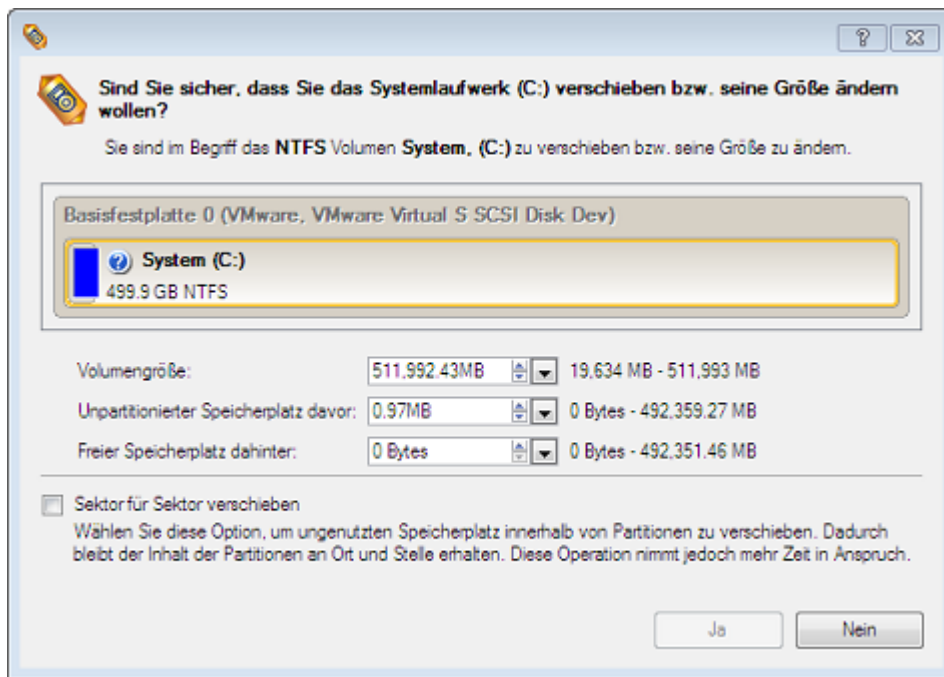 Sind Sie sicher, dass Sie das Systemlaufwerk (C:) verschieben bzw. seine Größe ändern
wollen?
Sie sind im Begriff das NTFS Volumen System, (C:) zu verschieben bzw. seine Größe zu ändern.
Basisfestplatte 0 (VMware, VMware Virtual S SCSI Disk Dev)
System (C:)
499.9 GB NTFS
Volumengröße: 511,992.43MB 19,634 MB - 511,993 MB
Unpartitionierter Speicherplatz davor: 0.97MB 0 Bytes - 492,359.27 MB
Freier Speicherplatz dahinter: 0 Bytes 0 Bytes - 492,351.46 MB
Sektor für Sektor verschieben
Wählen Sie diese Option, um ungenutzten Speicherplatz innerhalb von Partitionen zu verschieben. Dadurch
bleibt der Inhalt der Partitionen an Ort und Stelle erhalten. Diese Operation nimmt jedoch mehr Zeit in Anspruch.
Ja Nein